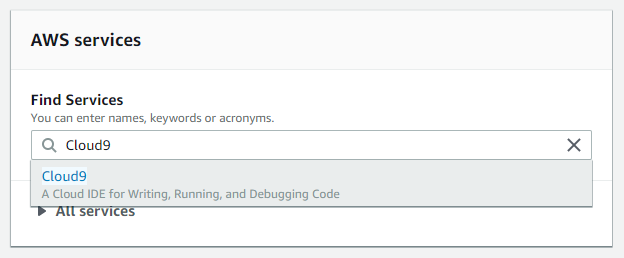 AWS services
Find Services
You can enter names, keywords or acronyms.
Cloud9
Cloud9
A Cloud IDE for Writing, Running, and Debugging Code
All services